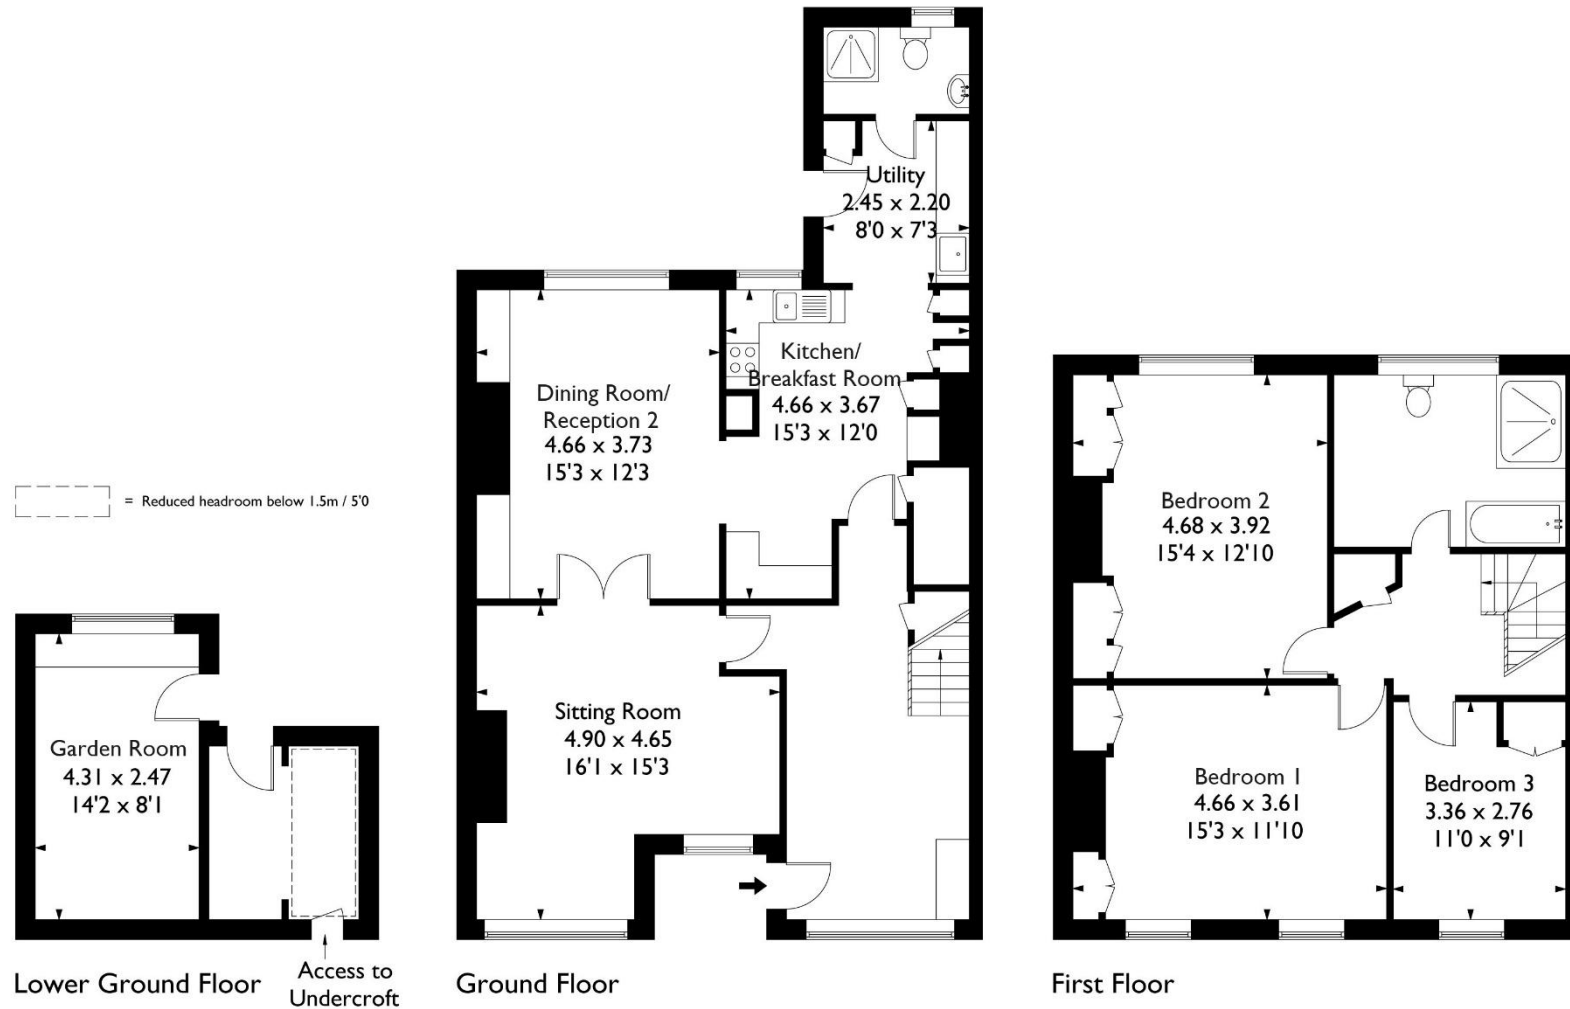 Utility
2.45 x 2.20
8'0 x 7'3
Kitchen/
Breakfast Room
4.66 x 3.67
15'3 x 12'0
Dining Room/
Reception 2
4.66 x 3.73
15'3 x 12'3
= Reduced headroom below 1.5m / 5'0
Bedroom 2
4.68 x 3.92
15'4 x 12'10
Garden Room
4.31 x 2.47
14'2 x 8'1
Sitting Room
4.90 x 4.65
16'1 x 15'3
Bedroom 1
4.66 x 3.61
15'3 x 11'10
Bedroom 3
3.36 x 2.76
11'0 x 9'1
Lower Ground Floor
Access to
Undercroft
Ground Floor
First Floor